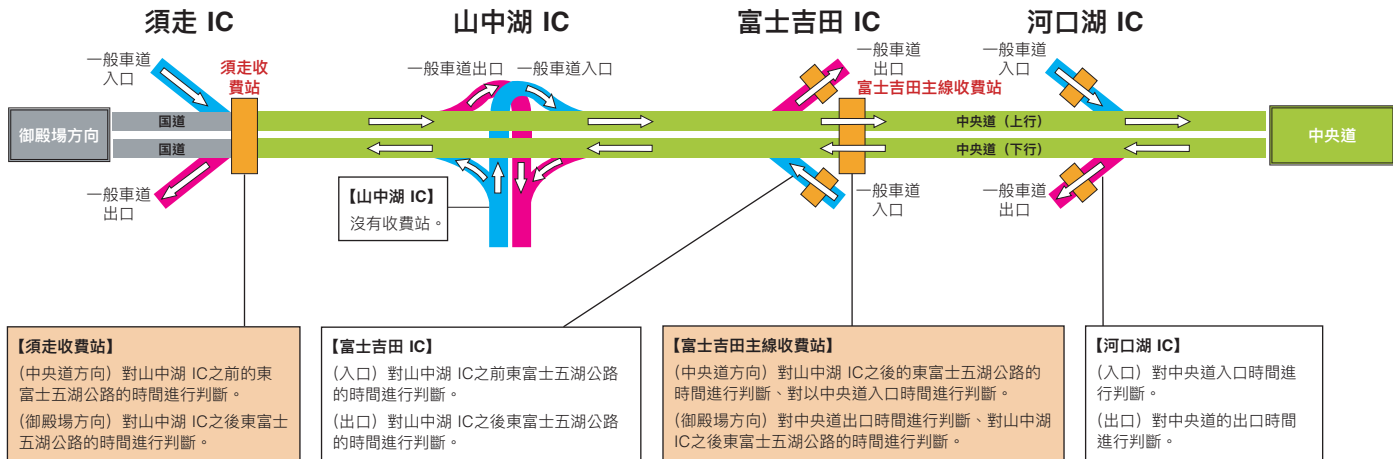 須走 IC
山中湖 IC
富士吉田 IC
河口湖 IC
一般車道
入口
須走收
費站
一般車道出口
一般車道入口
一般車道
出口
富士吉田主線收費站
一般車道
入口
御殿場方向
国道
国道
中央道（上行）
中央道（下行）
中央道
一般車道
出口
【山中湖 IC】
沒有收費站。
一般車道
入口
一般車道
出口
【須走收費站】
(中央道方向) 對山中湖 IC之前的東
富士五湖公路的時間進行判斷。
(御殿場方向) 對山中湖 IC之後東富士
五湖公路的時間進行判斷。
【富士吉田 IC】
(入口) 對山中湖 IC之前東富士五湖公路
的時間進行判斷。
(出口) 對山中湖 IC之後東富士五湖公路
的時間進行判斷。
【富士吉田主線收費站】
(中央道方向) 對山中湖 IC之後的東富士五湖公路的
時間進行判斷、對以中央道入口時間進行判斷。
(御殿場方向) 對中央道出口時間進行判斷、對山中湖
IC之後東富士五湖公路的時間進行判斷。
【河口湖 IC】
(入口) 對中央道入口時間進
行判斷。
(出口) 對中央道的出口時間
進行判斷。